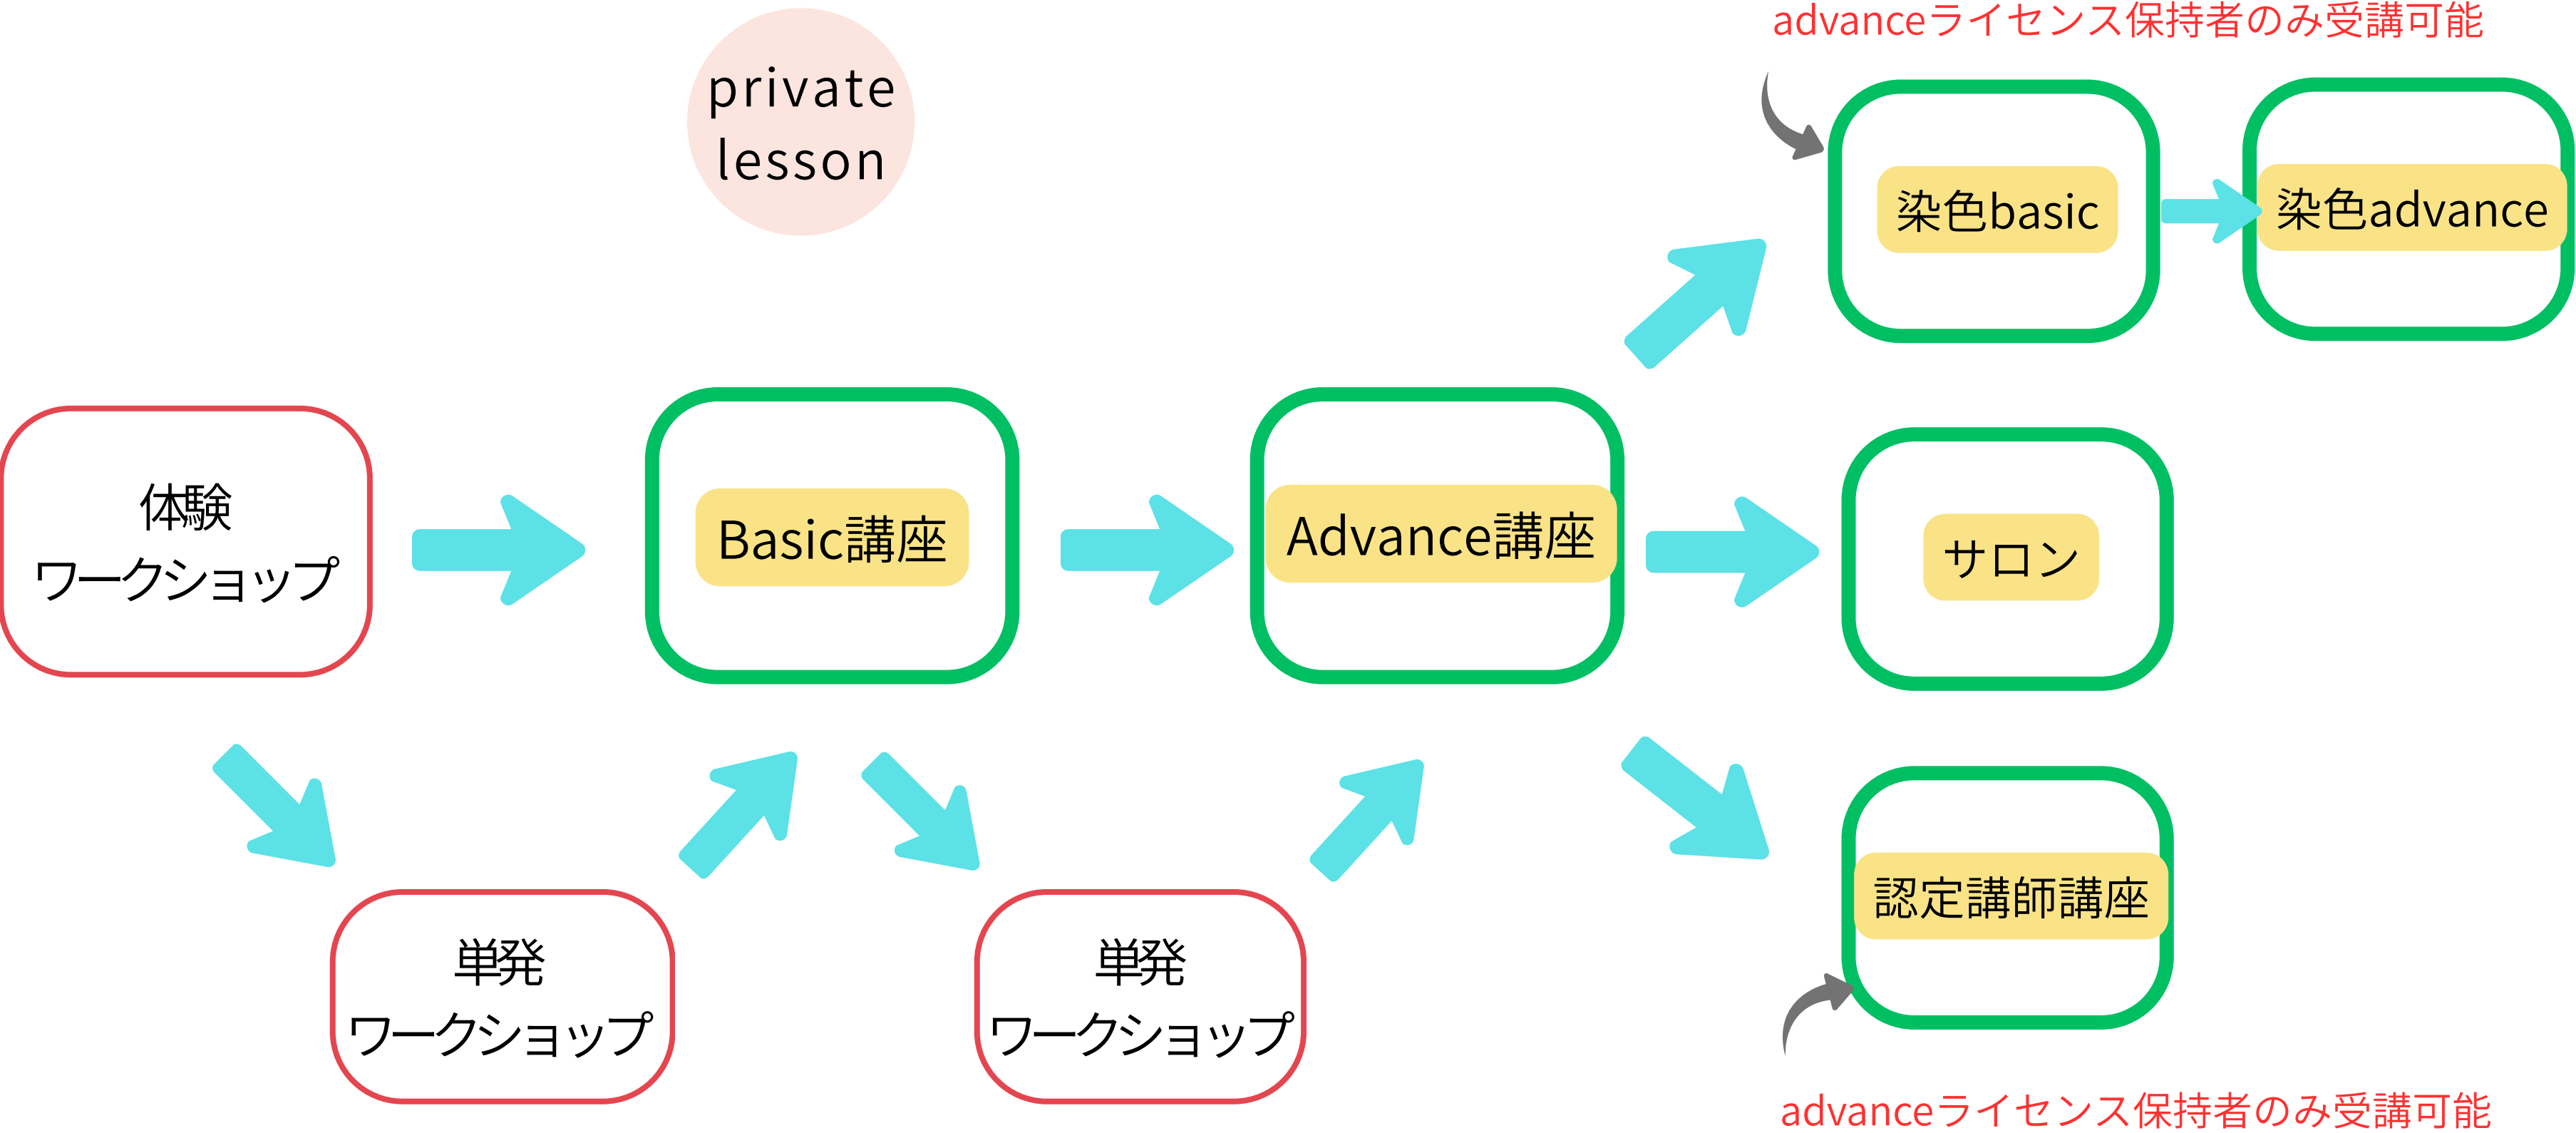 private
lesson
advanceライセンス保持者のみ受講可能
染色basic
染色advance
体験
ワークショップ
Basic講座
Advance講座
サロン
認定講師講座
単発
ワークショップ
単発
ワークショップ
advanceライセンス保持者のみ受講可能